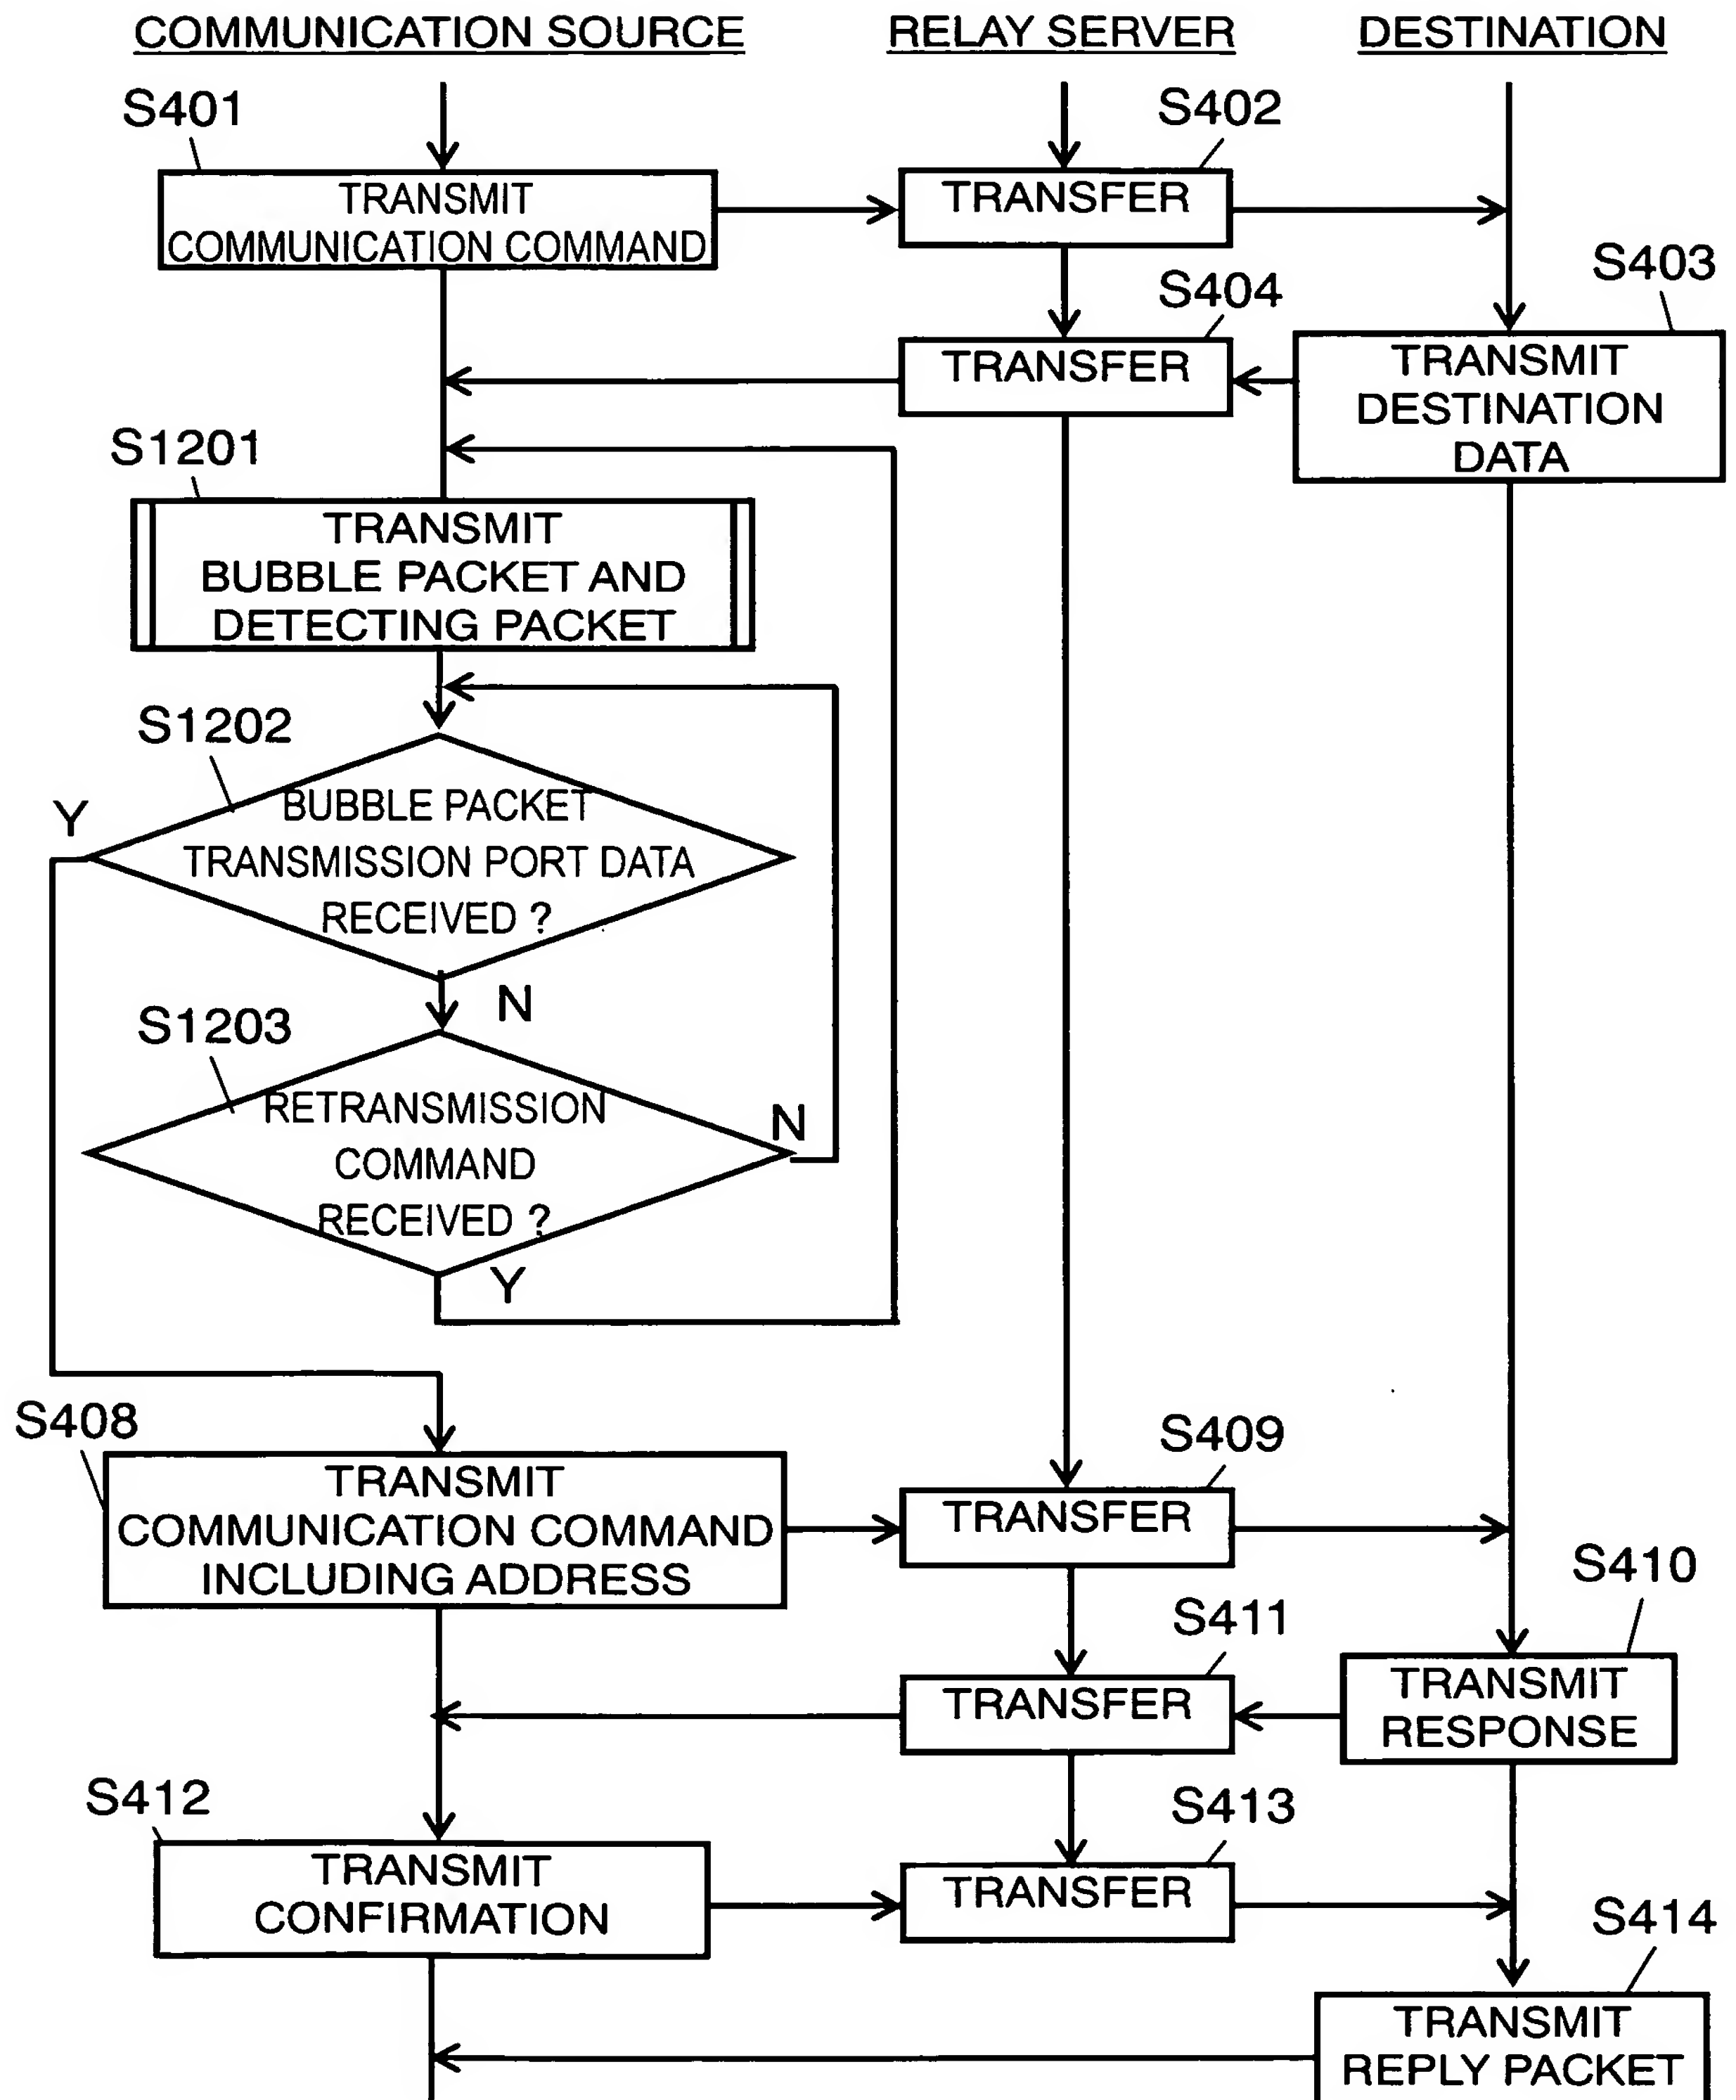 COMMUNICATION SOURCE
RELAY SERVER
DESTINATION
S401
S402
TRANSMIT
COMMUNICATION COMMAND
TRANSFER
S403
S404
TRANSFER
TRANSMIT
DESTINATION
DATA
S1201
TRANSMIT
BUBBLE PACKET AND
DETECTING PACKET
S1202
Y
BUBBLE PACKET
TRANSMISSION PORT DATA
RECEIVED ?
N
S1203
RETRANSMISSION
COMMAND
RECEIVED ?
N
Y
S408
TRANSMIT
COMMUNICATION COMMAND
INCLUDING ADDRESS
S409
TRANSFER
S410
TRANSMIT
RESPONSE
S411
TRANSFER
S412
TRANSMIT
CONFIRMATION
S413
TRANSFER
S414
TRANSMIT
REPLY PACKET